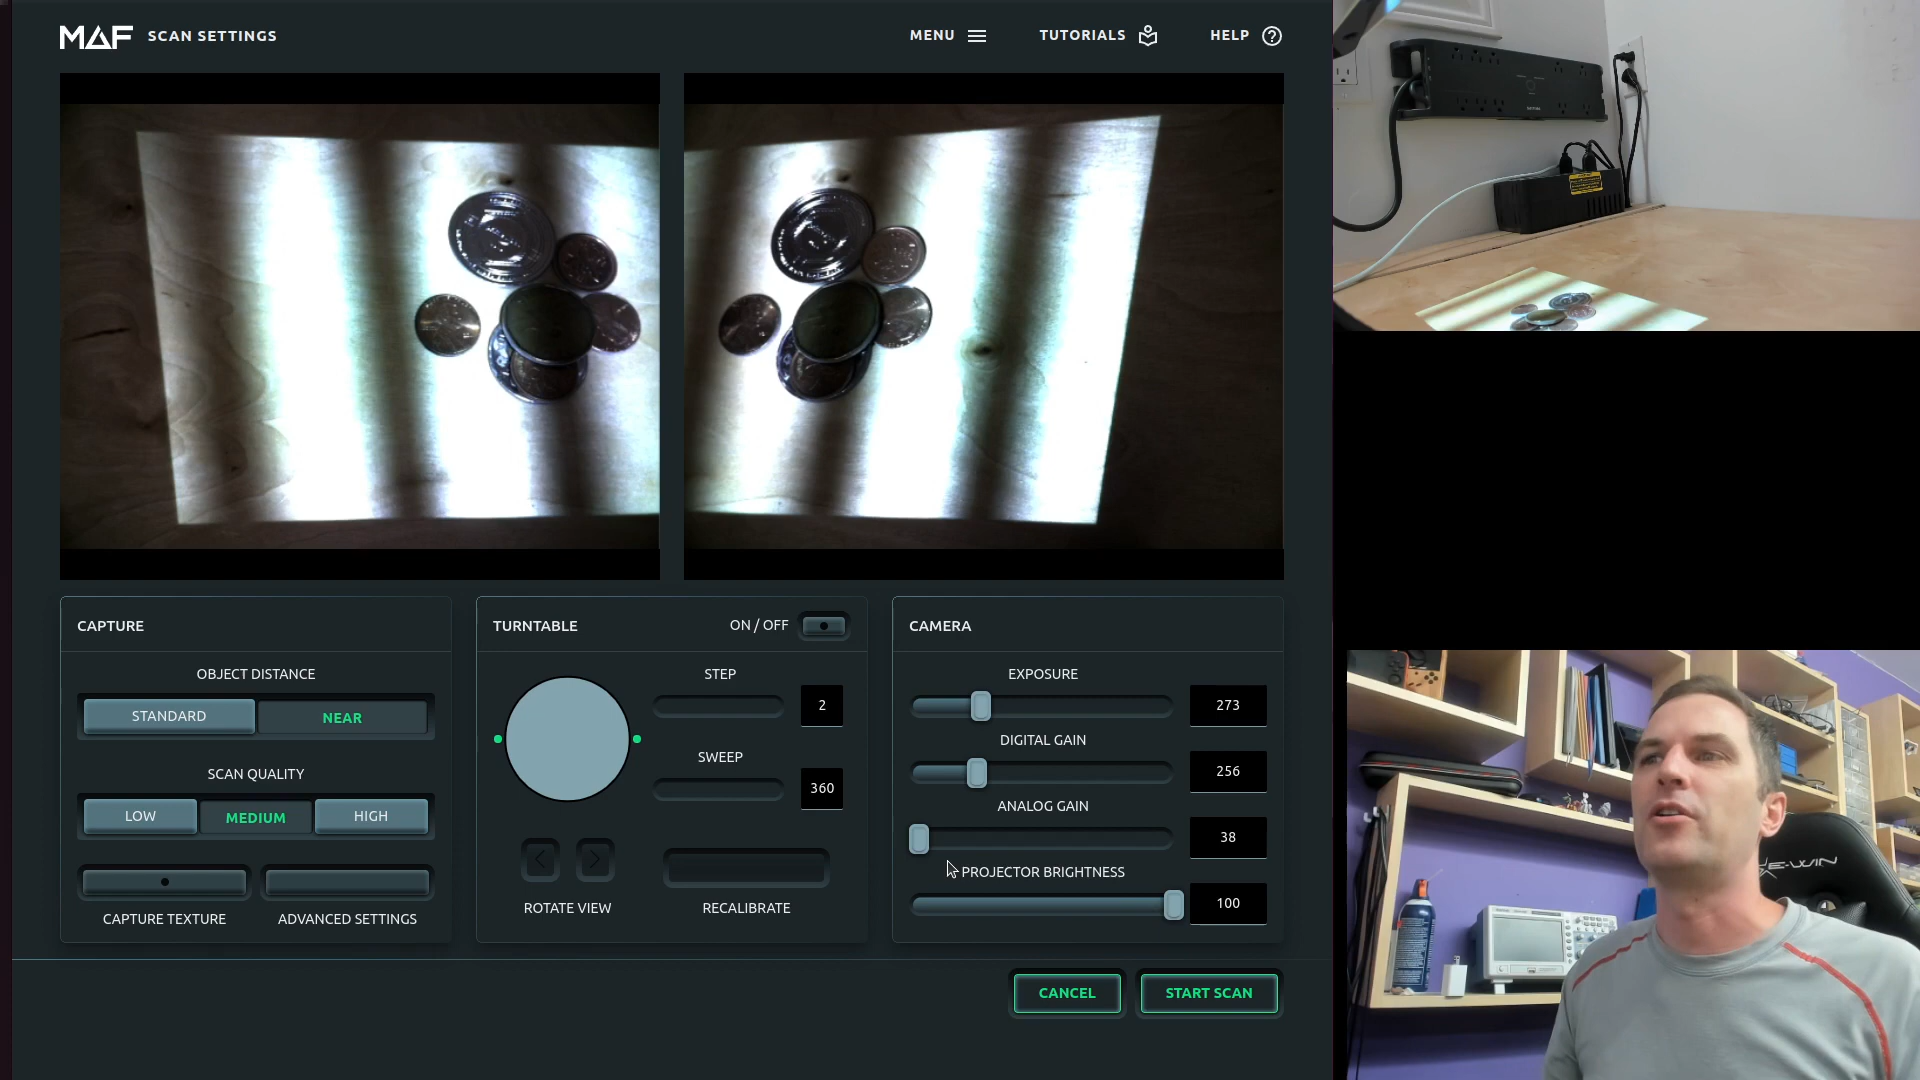 MAF SCAN SETTINGS
MENU
TUTORIALS
HELP ?
CAPTURE
OBJECT DISTANCE
STANDARD
NEAR
SCAN QUALITY
LOW
MEDIUM
HIGH
CAPTURE TEXTURE
ADVANCED SETTINGS
TURNTABLE
ON / OFF
STEP
2
SWEEP
360
ROTATE VIEW
RECALIBRATE
CAMERA
EXPOSURE
273
DIGITAL GAIN
256
ANALOG GAIN
38
PROJECTOR BRIGHTNESS
100
CANCEL
START SCAN
E-WIN